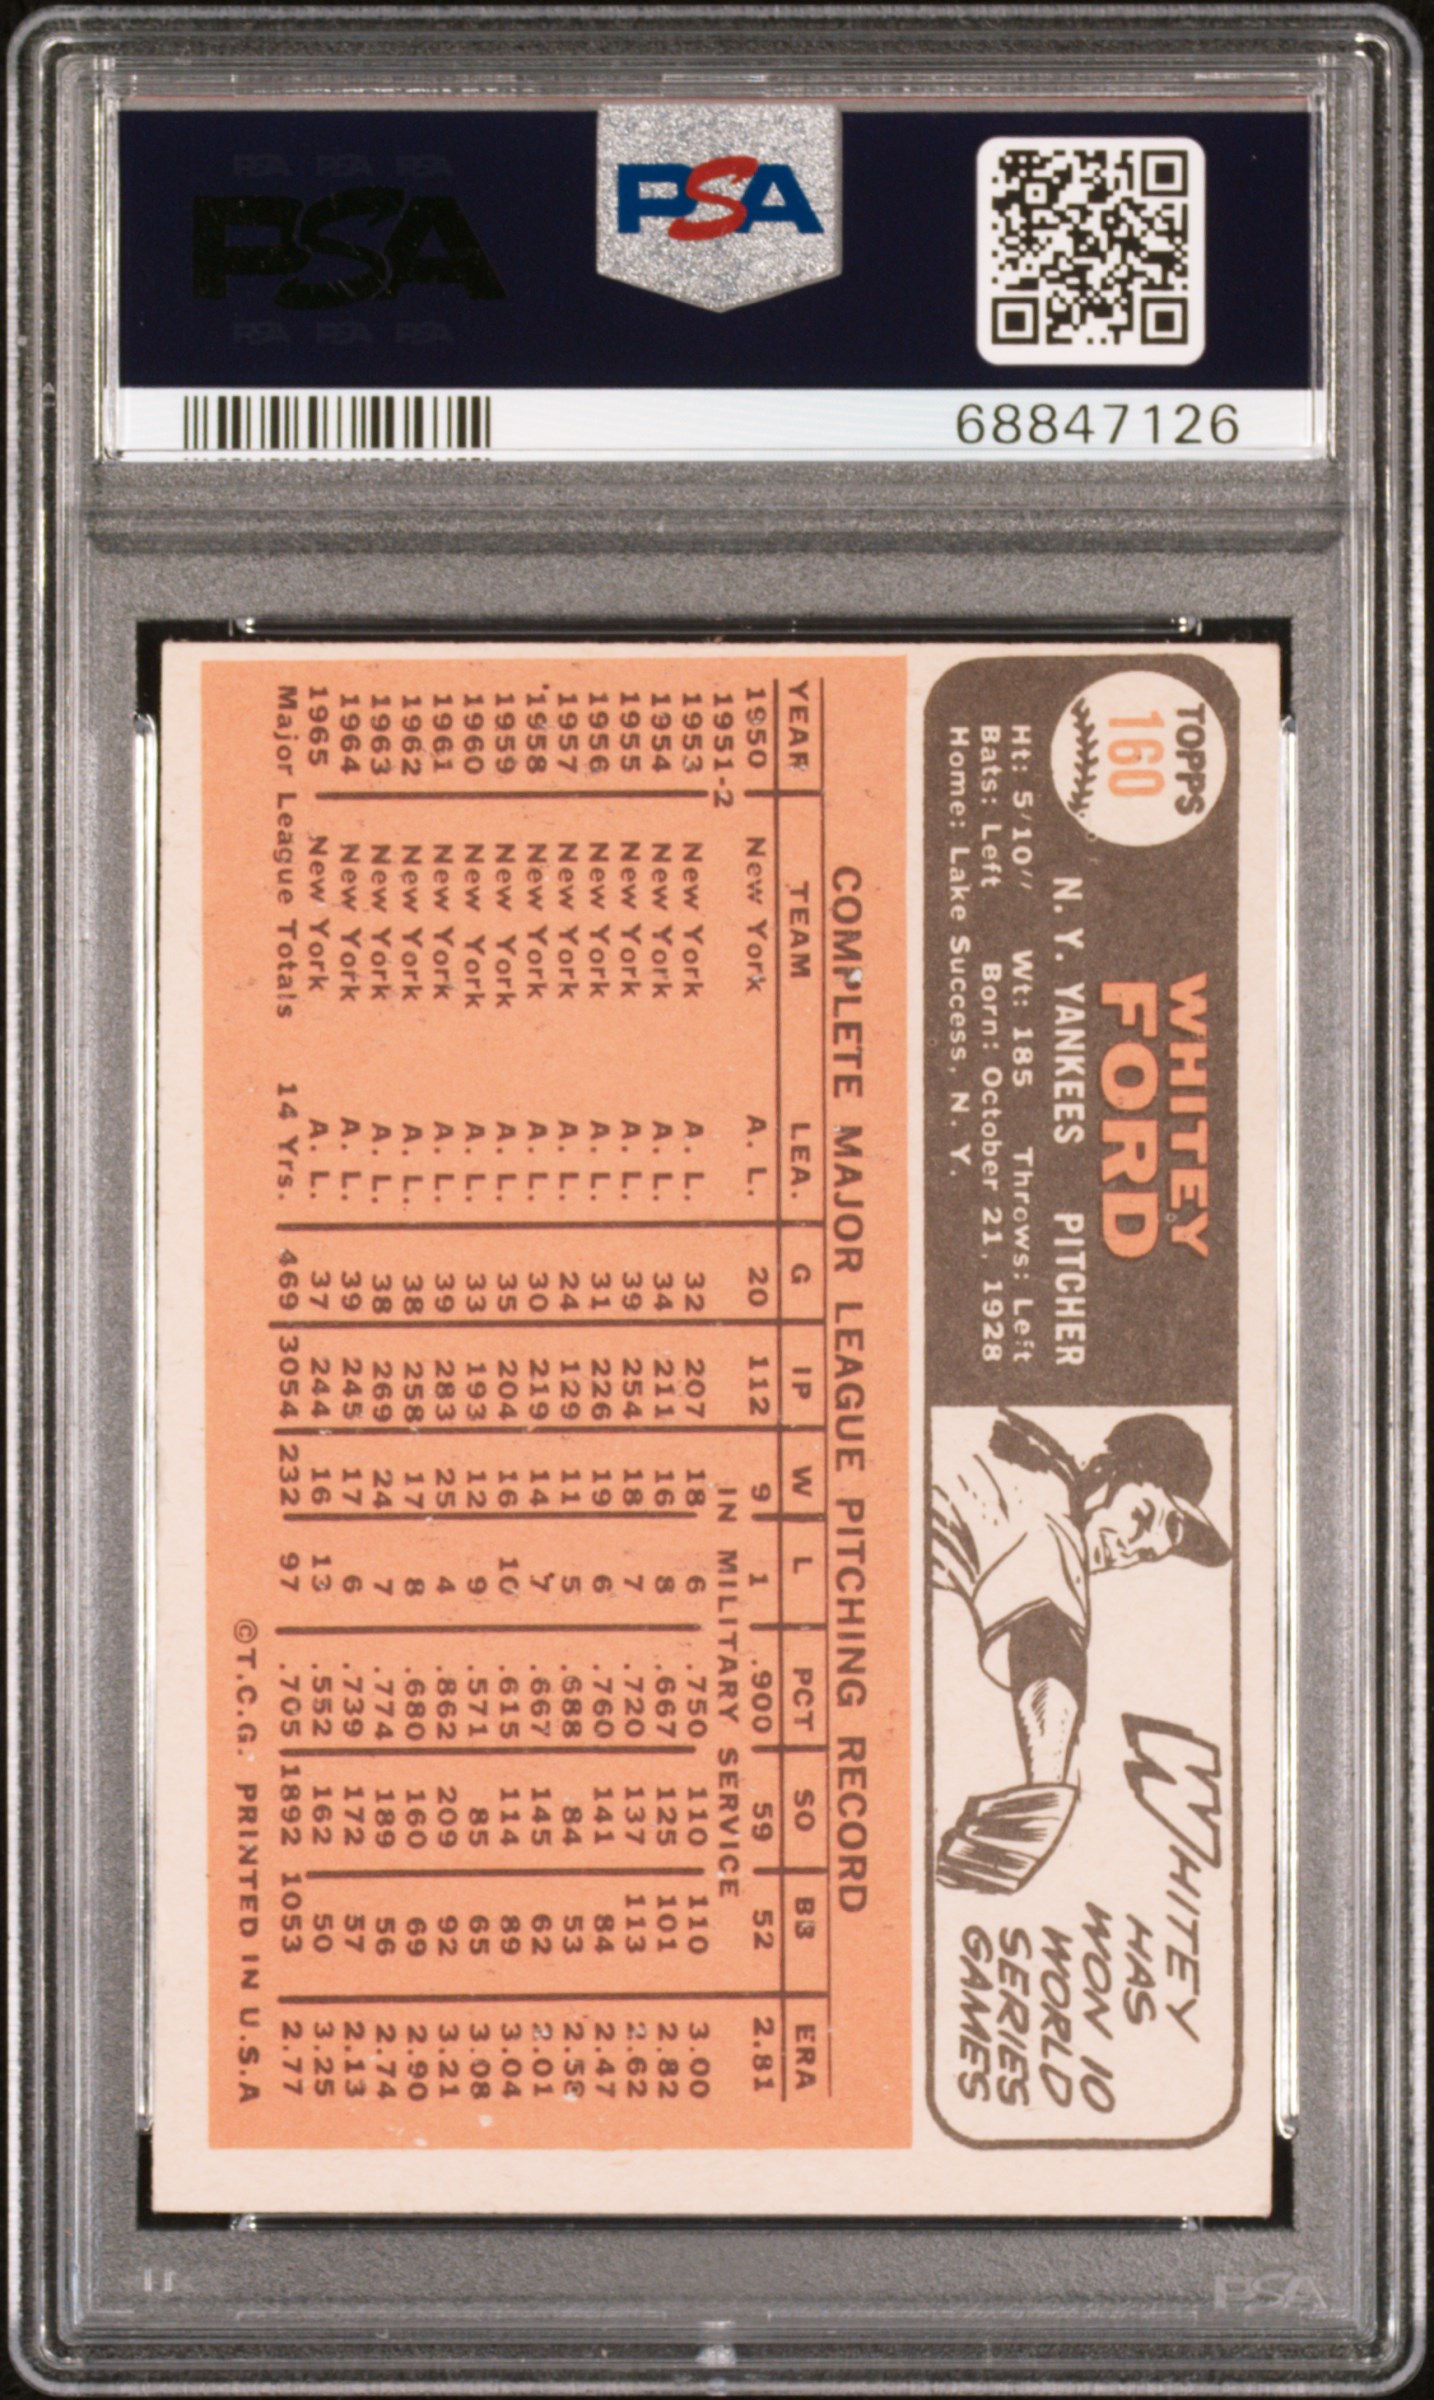 PSA PSA PSA
PSA
PSA PSA PSA
PSA
68847126
TOPPS
160
WHITEY
FORD
N. Y. YANKEES PITCHER
Ht: 5'10" Wt: 185 Throws: Left
Bats: Left Born: October 21, 1928
Home: Lake Success, N. Y.
WHITEY
HAS
WON 10
WORLD
SERIES
GAMES
COMPLETE MAJOR LEAGUE PITCHING RECORD
YEAR TEAM LEA. G IP W L PCT SO BB ERA
1950 New York A. L. 20 112 9 1 .900 59 52 2.81
1951-2 IN MILITARY SERVICE
1953 New York A. L. 32 207 18 6 .750 110 110 3.00
1954 New York A. L. 34 211 16 8 .667 125 101 2.82
1955 New York A. L. 39 254 18 7 .720 137 113 2.62
1956 New York A. L. 31 226 19 6 .760 141 84 2.47
1957 New York A. L. 24 129 11 5 .688 84 53 2.58
1958 New York A. L. 30 219 14 7 .667 145 62 2.01
1959 New York A. L. 35 204 16 10 .615 114 89 3.04
1960 New York A. L. 33 193 12 9 .571 85 65 3.08
1961 New York A. L. 39 283 25 4 .862 209 92 3.21
1962 New York A. L. 38 258 17 8 .680 160 69 2.90
1963 New York A. L. 38 269 24 7 .774 189 56 2.74
1964 New York A. L. 39 245 17 6 .739 172 57 2.13
1965 New York A. L. 37 244 16 13 .552 162 50 3.25
Major League Totals 14 Yrs. 469 3054 232 97 .705 1892 1053 2.77
©T.C.G. PRINTED IN U.S.A
PSA